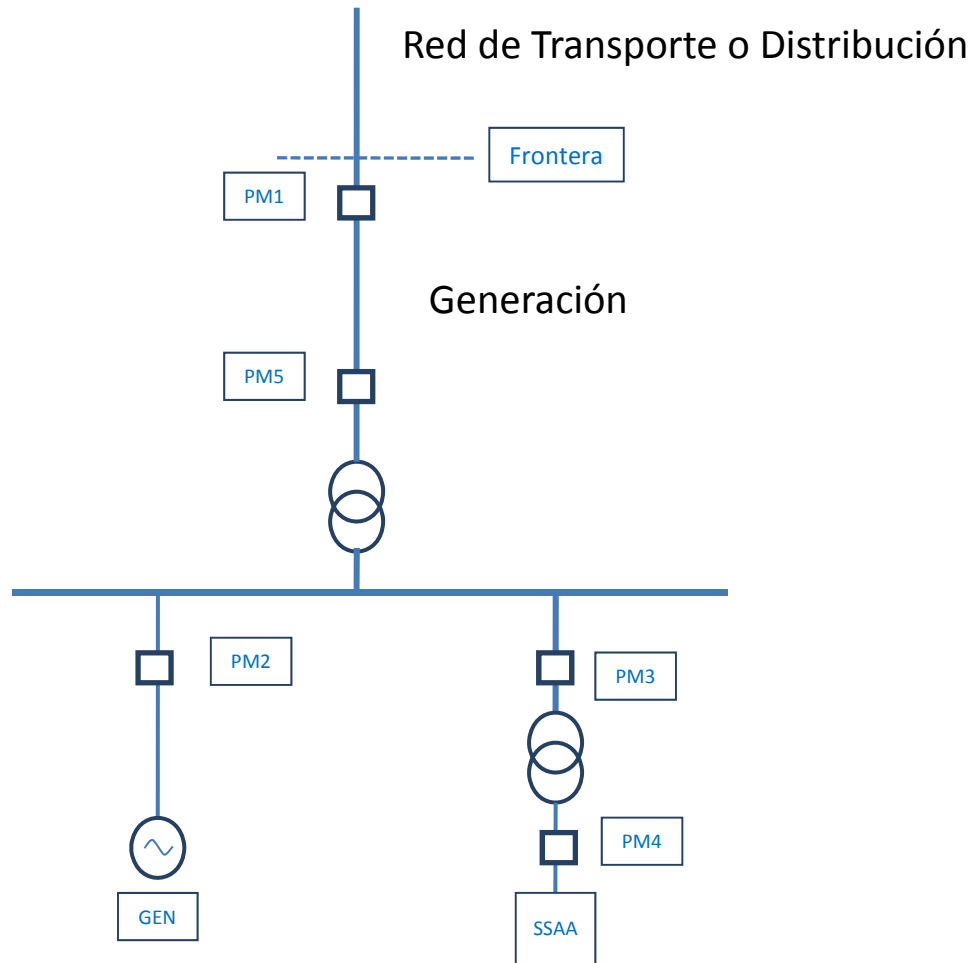 Red de Transporte o Distribución
Frontera
PM1
Generación
PM5
PM2
PM3
PM4
GEN
SSAA